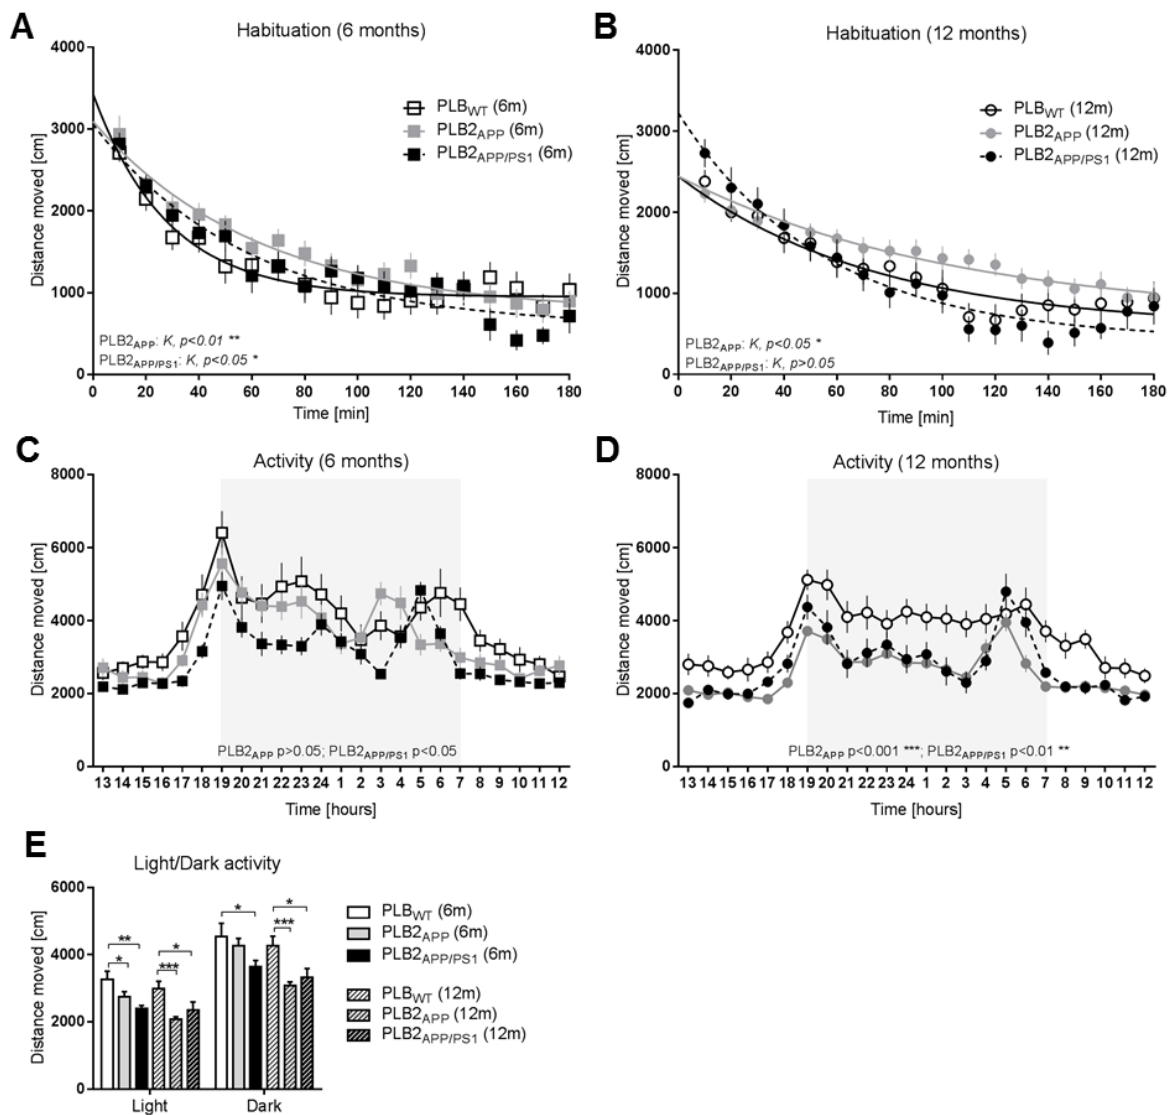 A
Habituation (6 months)
Distance moved [cm]
4000
3000
2000
1000
0
PLBWT (6m)
PLB2APP (6m)
PLB2APP/PS1 (6m)
PLB2APP: K, p<0.01 **
PLB2APP/PS1: K, p<0.05 *
0 20 40 60 80 100 120 140 160 180
Time [min]
B
Habituation (12 months)
Distance moved [cm]
4000
3000
2000
1000
0
PLBWT (12m)
PLB2APP (12m)
PLB2APP/PS1 (12m)
PLB2APP: K, p<0.05 *
PLB2APP/PS1: K, p>0.05
0 20 40 60 80 100 120 140 160 180
Time [min]
C
Activity (6 months)
Distance moved [cm]
8000
6000
4000
2000
0
PLB2APP p>0.05; PLB2APP/PS1 p<0.05
13 14 15 16 17 18 19 20 21 22 23 24 1 2 3 4 5 6 7 8 9 10 11 12
Time [hours]
D
Activity (12 months)
Distance moved [cm]
8000
6000
4000
2000
0
PLB2APP p<0.001 ***; PLB2APP/PS1 p<0.01 **
13 14 15 16 17 18 19 20 21 22 23 24 1 2 3 4 5 6 7 8 9 10 11 12
Time [hours]
E
Light/Dark activity
Distance moved [cm]
6000
4000
2000
0
** * * *** * * ***
Light Dark
PLBWT (6m)
PLB2APP (6m)
PLB2APP/PS1 (6m)
PLBWT (12m)
PLB2APP (12m)
PLB2APP/PS1 (12m)